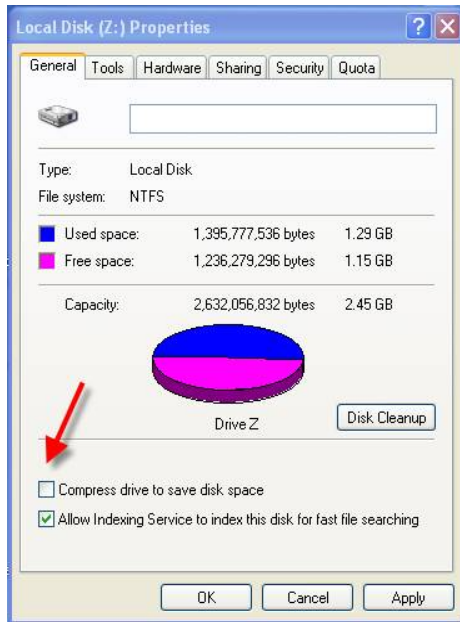 Local Disk (Z:) Properties
General Tools Hardware Sharing Security Quota
Type: Local Disk
File system: NTFS
Used space: 1,395,777,536 bytes 1.29 GB
Free space: 1,236,279,296 bytes 1.15 GB
Capacity: 2,632,056,832 bytes 2.45 GB
Drive Z
Disk Cleanup
Compress drive to save disk space
Allow Indexing Service to index this disk for fast file searching
OK Cancel Apply